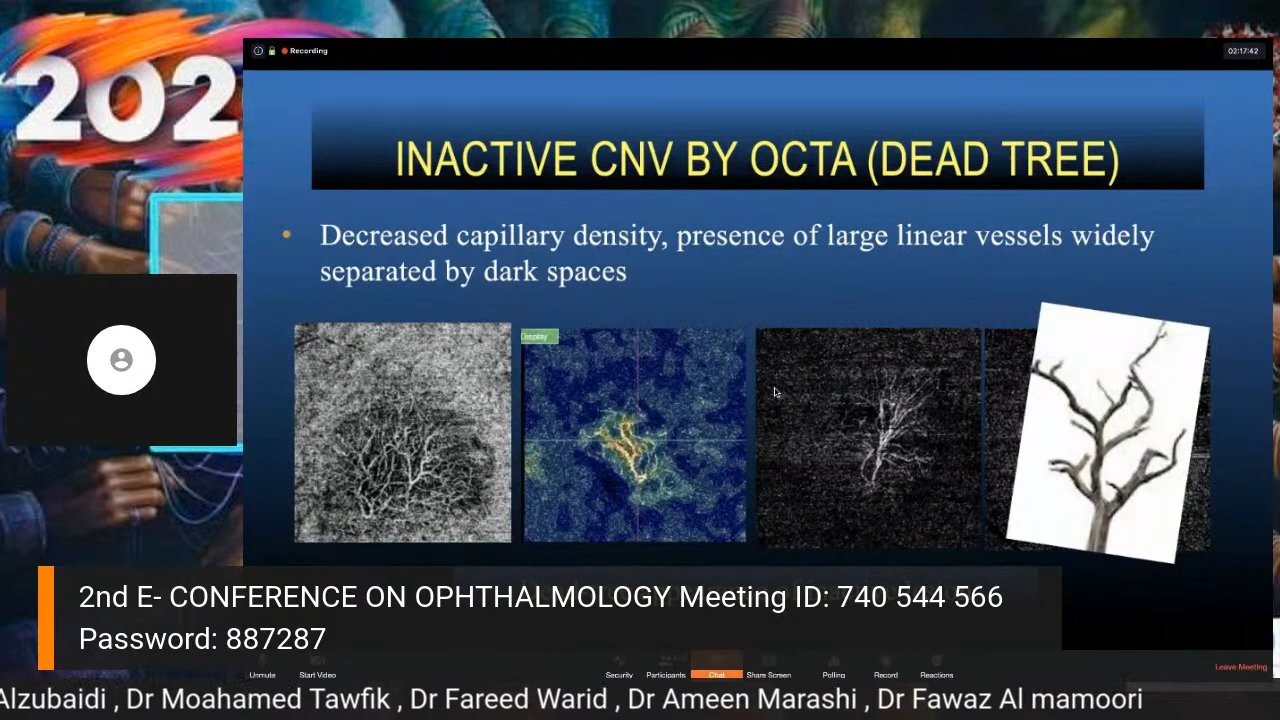 202
Recording
02:17:42
INACTIVE CNV BY OCTA (DEAD TREE)
• Decreased capillary density, presence of large linear vessels widely
separated by dark spaces
Display
2nd E- CONFERENCE ON OPHTHALMOLOGY Meeting ID: 740 544 566
Password: 887287
Unmute Start Video Security Participants Chat Share Screen Polling Record Reactions Leave Meeting
Alzubaidi , Dr Moahamed Tawfik , Dr Fareed Warid , Dr Ameen Marashi , Dr Fawaz Al mamoori